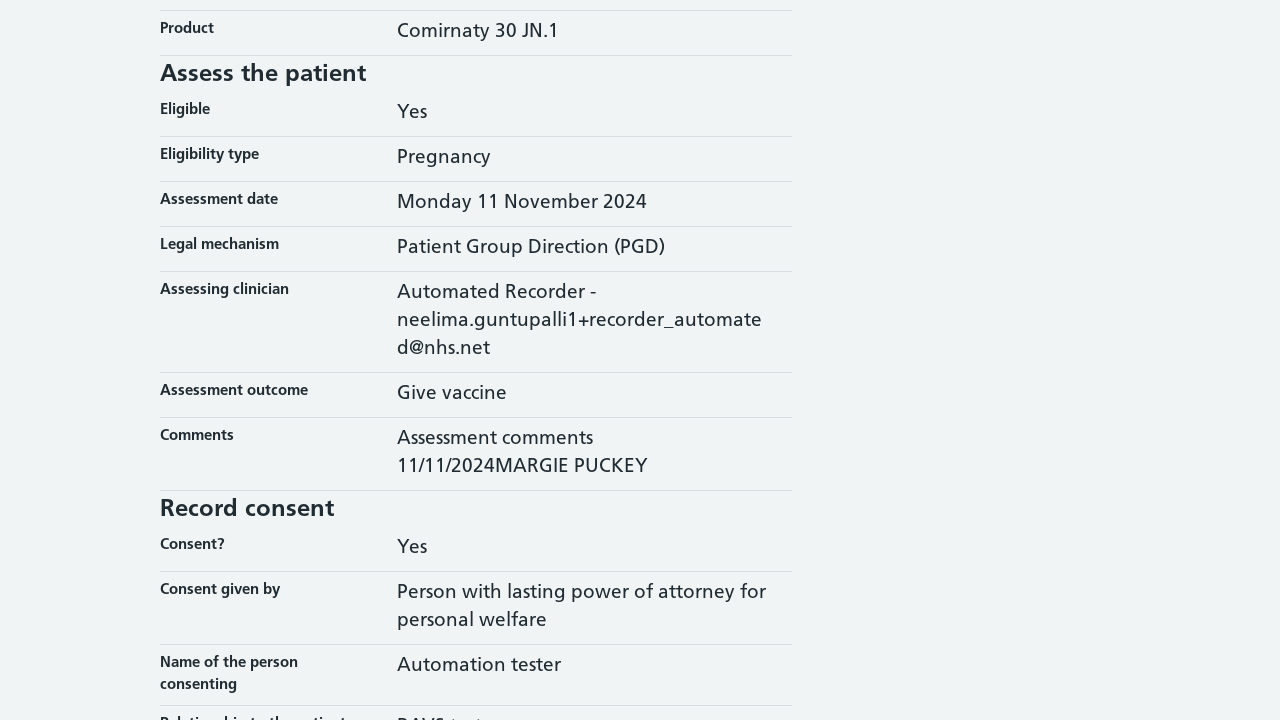 Product
Comirnaty 30 JN.1
Assess the patient
Eligible
Yes
Eligibility type
Pregnancy
Assessment date
Monday 11 November 2024
Legal mechanism
Patient Group Direction (PGD)
Assessing clinician
Automated Recorder -
neelima.guntupalli1+recorder_automate
d@nhs.net
Assessment outcome
Give vaccine
Comments
Assessment comments
11/11/2024MARGIE PUCKEY
Record consent
Consent?
Yes
Consent given by
Person with lasting power of attorney for
personal welfare
Name of the person
consenting
Automation tester